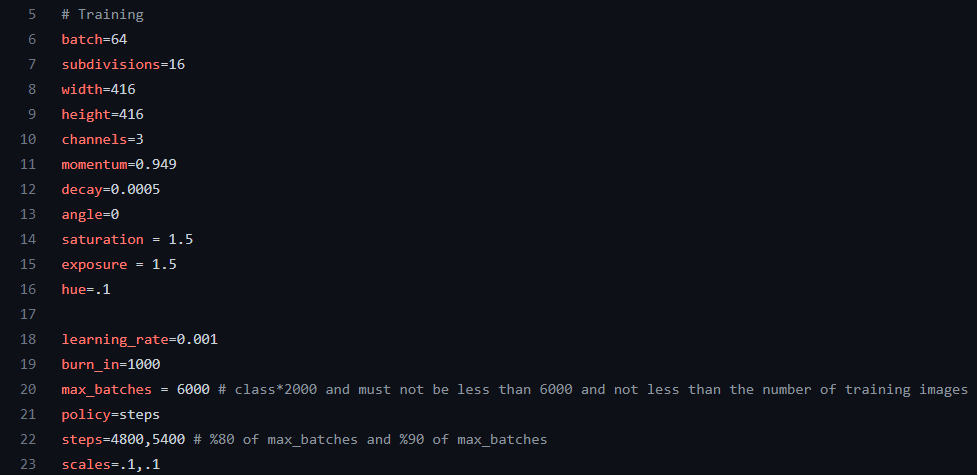 5 # Training
6 batch=64
7 subdivisions=16
8 width=416
9 height=416
10 channels=3
11 momentum=0.949
12 decay=0.0005
13 angle=0
14 saturation = 1.5
15 exposure = 1.5
16 hue=.1
17
18 learning_rate=0.001
19 burn_in=1000
20 max_batches = 6000 # class*2000 and must not be less than 6000 and not less than the number of training images
21 policy=steps
22 steps=4800,5400 # %80 of max_batches and %90 of max_batches
23 scales=.1,.1